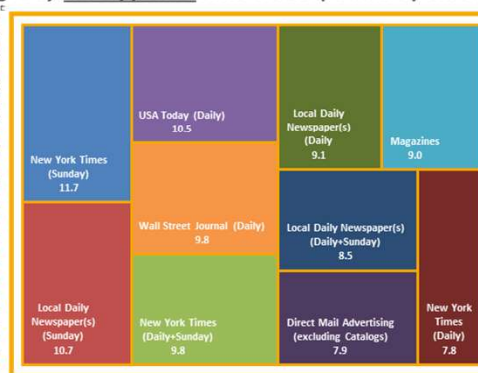 New York Times
(Sunday)
11.7
Local Daily
Newspaper(s)
(Sunday)
10.7
USA Today (Daily)
10.5
Wall Street Journal (Daily)
9.8
New York Times
(Daily+Sunday)
9.8
Local Daily
Newspaper(s)
(Daily
9.1
Magazines
9.0
Local Daily Newspaper(s)
(Daily+Sunday)
8.5
Direct Mail Advertising
(excluding Catalogs)
7.9
New York
Times
(Daily)
7.8